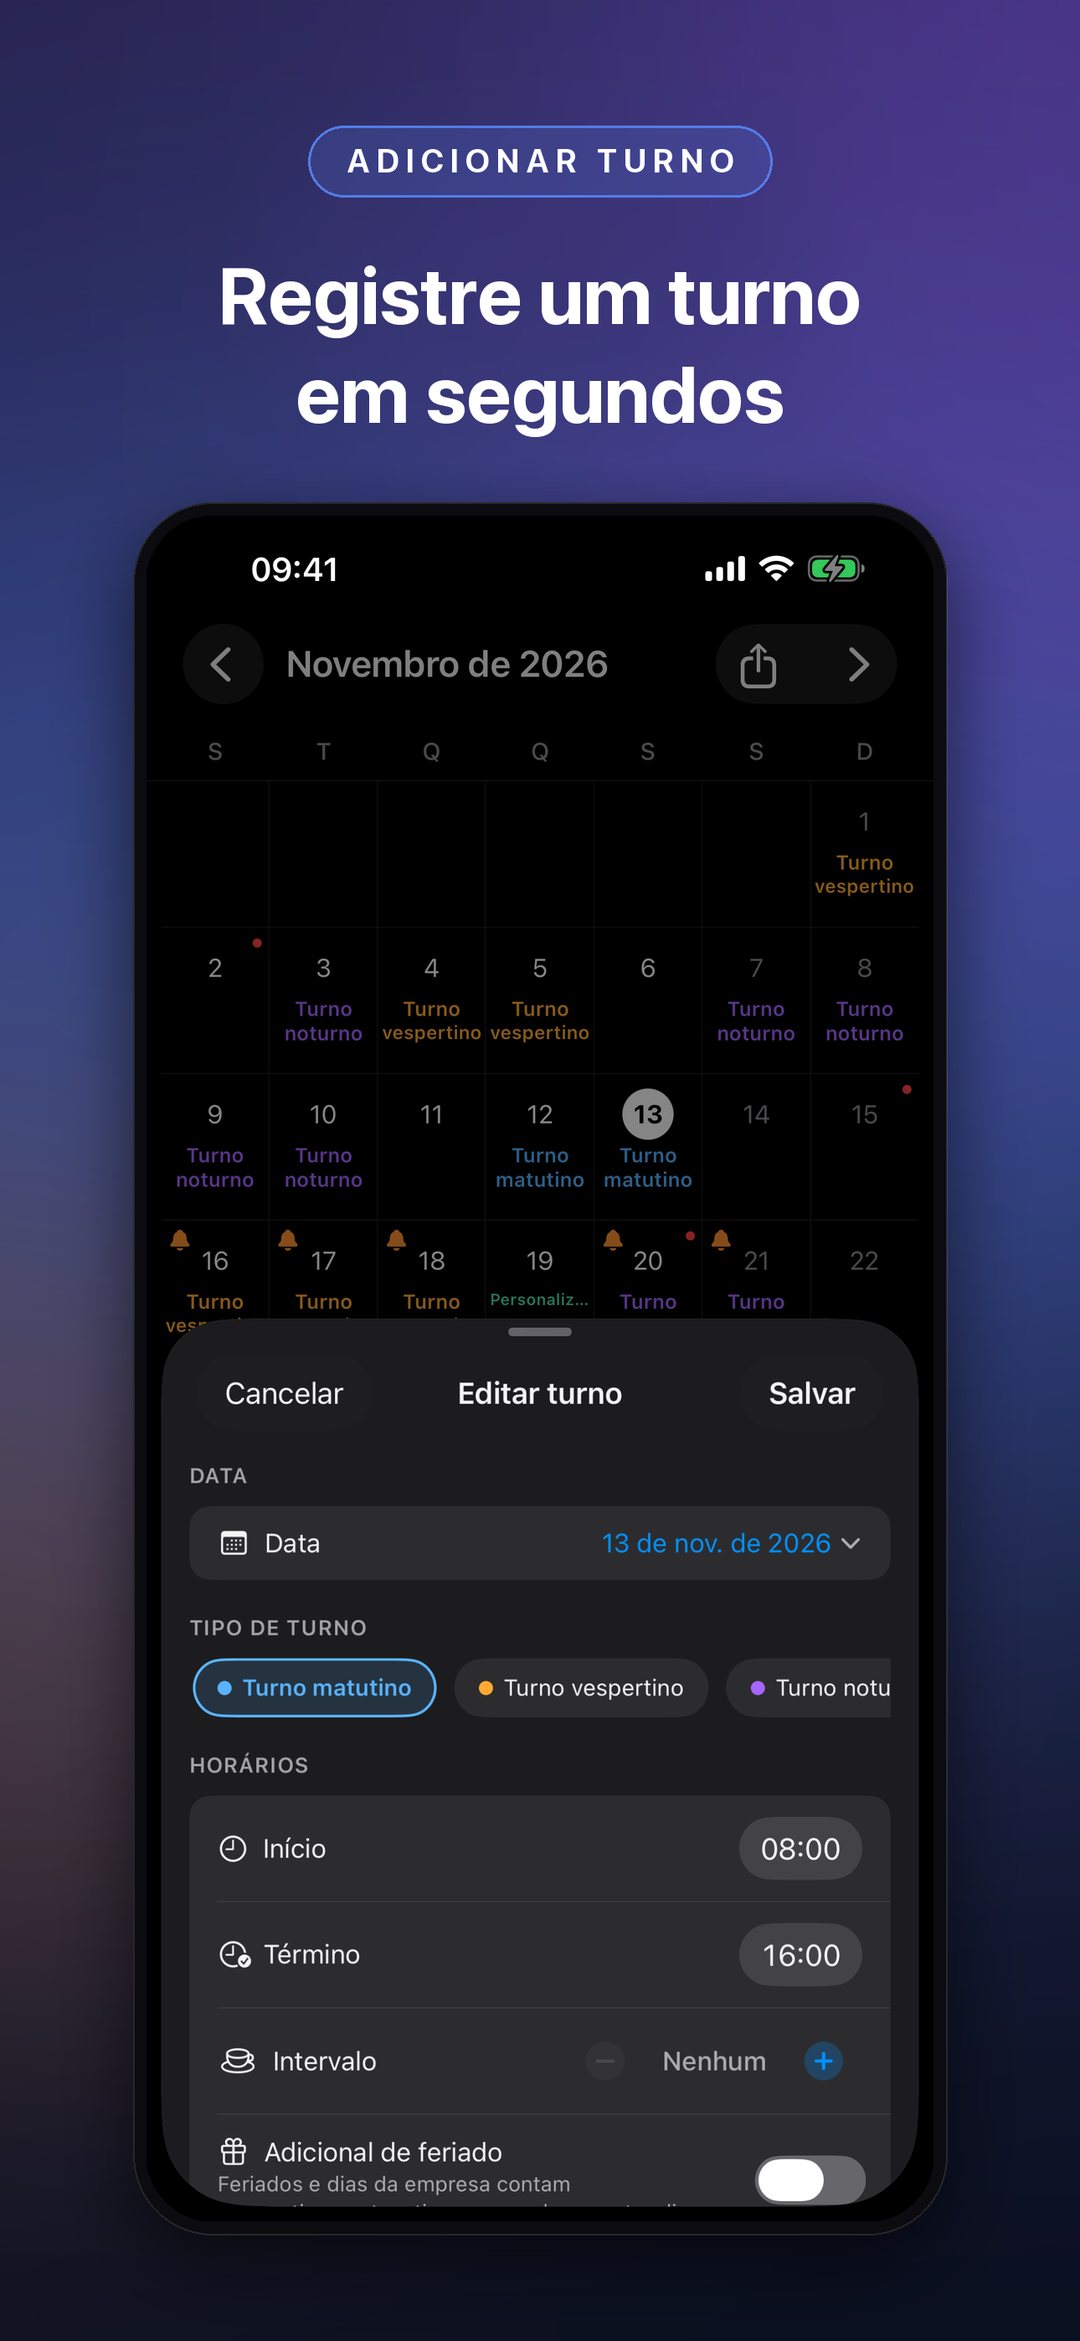 ADICIONAR TURNO
Registre um turno
em segundos
09:41
Novembro de 2026
S T Q Q S S D
1
Turno
vespertino
2 3 4 5 6 7 8
Turno Turno Turno Turno Turno
noturno vespertino vespertino noturno noturno
9 10 11 12 13 14 15
Turno Turno Turno Turno
noturno noturno matutino matutino
16 17 18 19 20 21 22
Turno Turno Turno Personaliz... Turno Turno
Cancelar Editar turno Salvar
DATA
Data 13 de nov. de 2026
TIPO DE TURNO
Turno matutino Turno vespertino Turno notu
HORÁRIOS
Início 08:00
Término 16:00
Intervalo Nenhum
Adicional de feriado
Feriados e dias da empresa contam